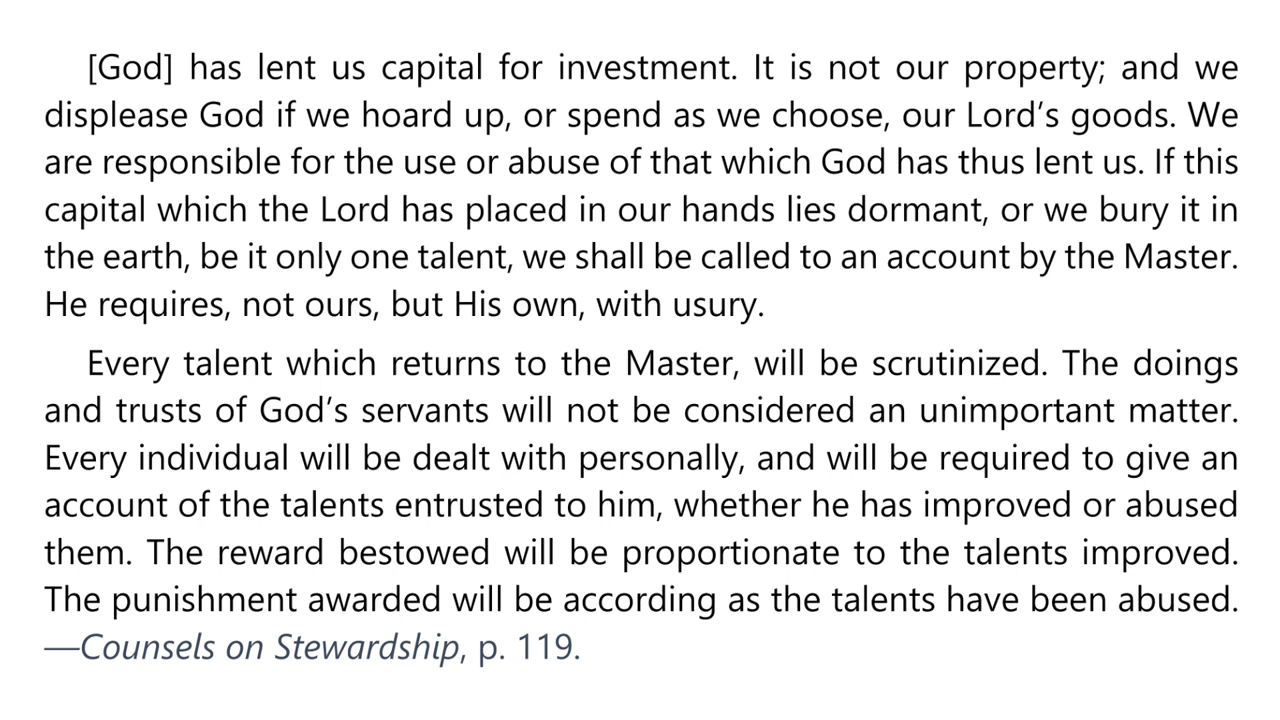 [God] has lent us capital for investment. It is not our property; and we
displease God if we hoard up, or spend as we choose, our Lord’s goods. We
are responsible for the use or abuse of that which God has thus lent us. If this
capital which the Lord has placed in our hands lies dormant, or we bury it in
the earth, be it only one talent, we shall be called to an account by the Master.
He requires, not ours, but His own, with usury.
Every talent which returns to the Master, will be scrutinized. The doings
and trusts of God’s servants will not be considered an unimportant matter.
Every individual will be dealt with personally, and will be required to give an
account of the talents entrusted to him, whether he has improved or abused
them. The reward bestowed will be proportionate to the talents improved.
The punishment awarded will be according as the talents have been abused.
—Counsels on Stewardship, p. 119.